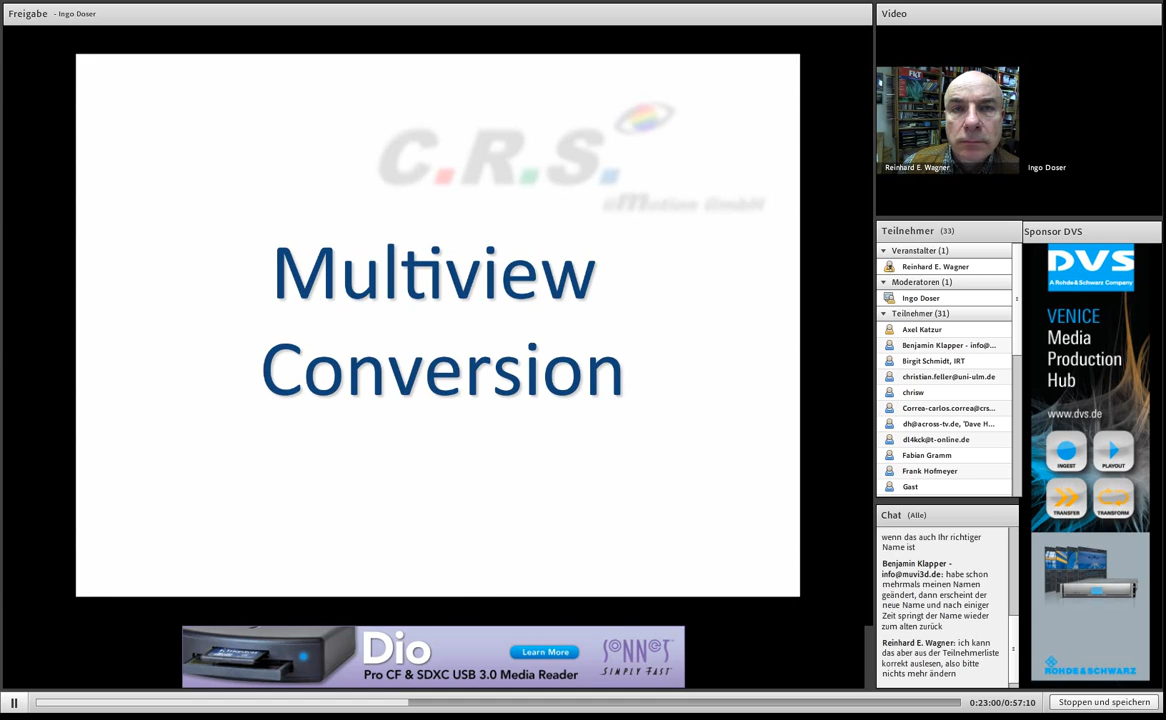 Freigabe - Ingo Doser
C.R.S.
iiMotion GmbH
Multiview
Conversion
Dio
Pro CF & SDXC USB 3.0 Media Reader
Learn More
SONNET
SIMPLY FAST
Video
Reinhard E. Wagner
Ingo Doser
Teilnehmer (33)
Veranstalter (1)
Reinhard E. Wagner
Moderatoren (1)
Ingo Doser
Teilnehmer (31)
Axel Katzur
Benjamin Klapper - info@...
Birgit Schmidt, IRT
christian.feller@uni-ulm.de
chrisw
Correa-carlos.correa@crs...
dh@across-tv.de, 'Dave H...
dl4kck@t-online.de
Fabian Gramm
Frank Hofmeyer
Gast
Sponsor DVS
DVS
A Rohde&Schwarz Company
VENICE
Media
Production
Hub
www.dvs.de
INGEST
PLAYOUT
TRANSFER
TRANSFORM
ROHDE&SCHWARZ
Chat (Alle)
wenn das auch Ihr richtiger
Name ist
Benjamin Klapper -
info@muvi3d.de: habe schon
mehrmals meinen Namen
geändert, dann erscheint der
neue Name und nach einiger
Zeit springt der Name wieder
zum alten zurück
Reinhard E. Wagner: ich kann
das aber aus der Teilnehmerliste
korrekt auslesen, also bitte
nichts mehr ändern
0:23:00/0:57:10
Stoppen und speichern